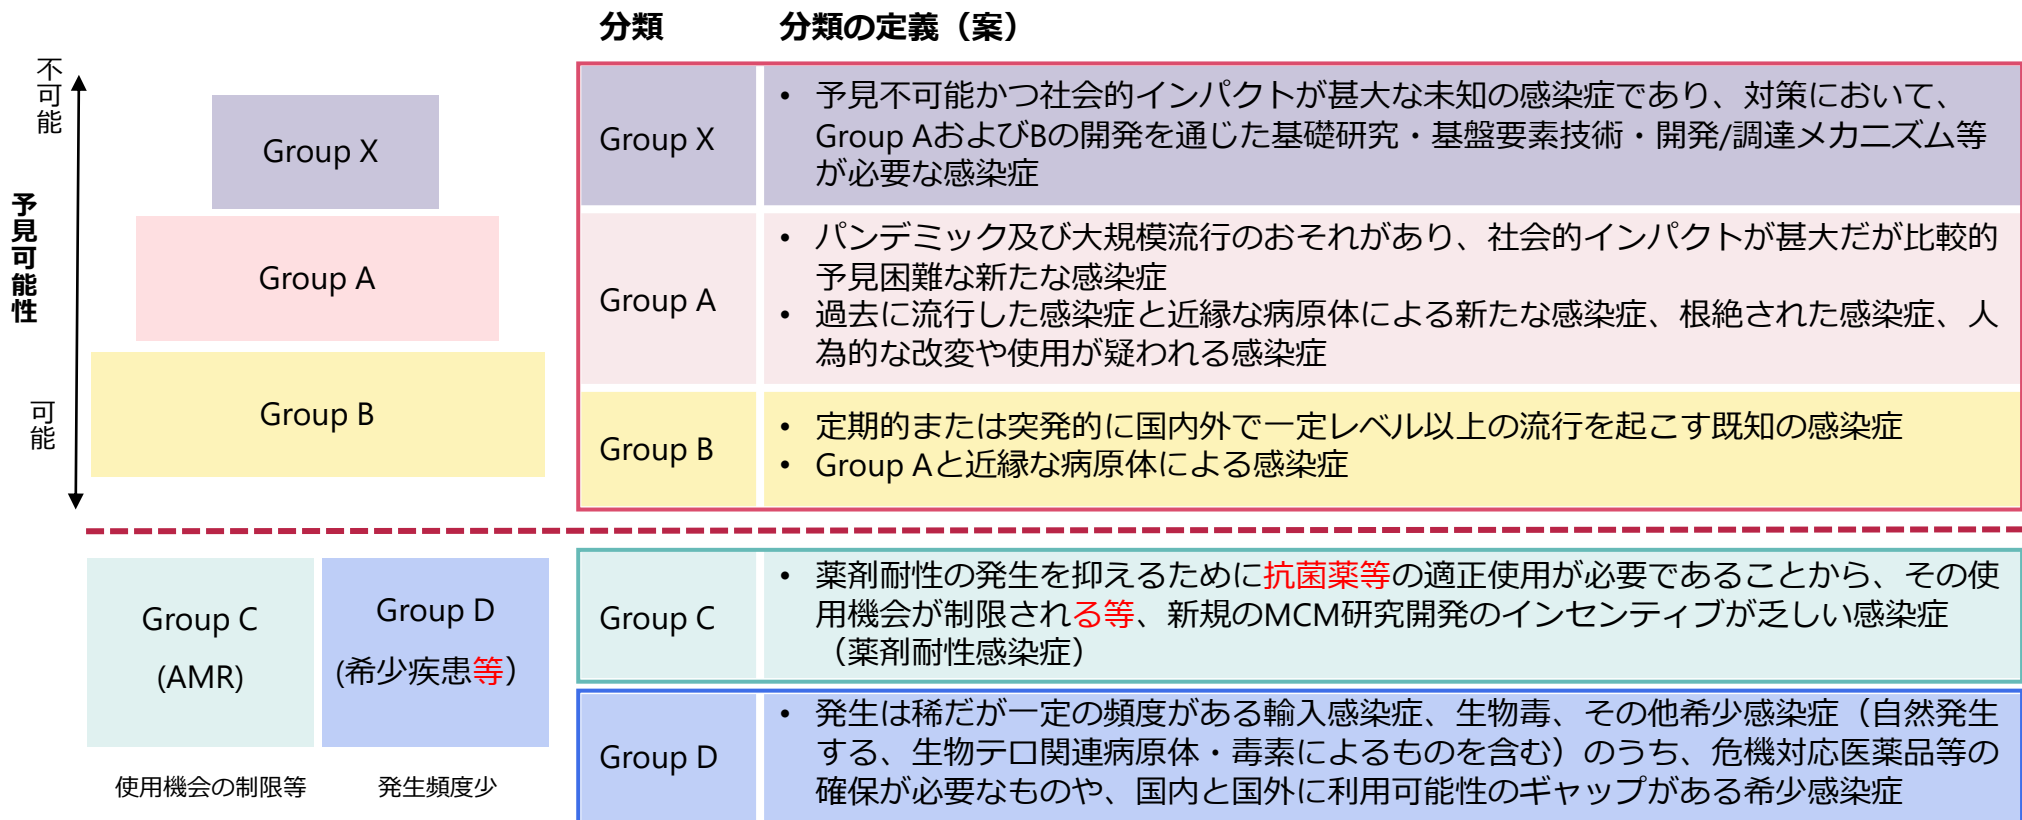 分類 分類の定義（案）
不可能
予見可能性
可能
Group X
Group A
Group B
Group X
• 予見不可能かつ社会的インパクトが甚大な未知の感染症であり、対策において、
Group AおよびBの開発を通じた基礎研究・基盤要素技術・開発/調達メカニズム等
が必要な感染症
Group A
• パンデミック及び大規模流行のおそれがあり、社会的インパクトが甚大だが比較的
予見困難な新たな感染症
• 過去に流行した感染症と近縁な病原体による新たな感染症、根絶された感染症、人
為的な改変や使用が疑われる感染症
Group B
• 定期的または突発的に国内外で一定レベル以上の流行を起こす既知の感染症
• Group Aと近縁な病原体による感染症
Group C
(AMR)
使用機会の制限等
Group D
(希少疾患等）
発生頻度少
Group C
• 薬剤耐性の発生を抑えるために抗菌薬等の適正使用が必要であることから、その使
用機会が制限される等、新規のMCM研究開発のインセンティブが乏しい感染症
（薬剤耐性感染症）
Group D
• 発生は稀だが一定の頻度がある輸入感染症、生物毒、その他希少感染症（自然発生
する、生物テロ関連病原体・毒素によるものを含む）のうち、危機対応医薬品等の
確保が必要なものや、国内と国外に利用可能性のギャップがある希少感染症